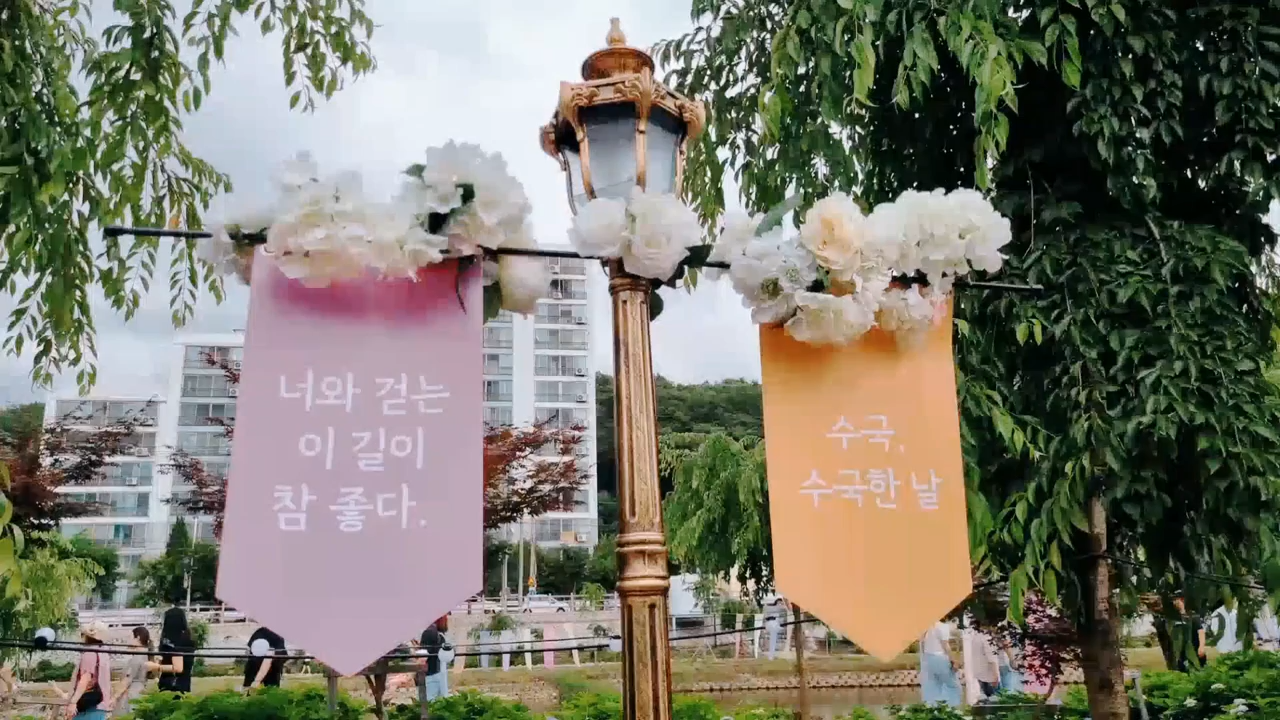 너와 걷는
이 길이
참 좋다.
수국,
수국한 날